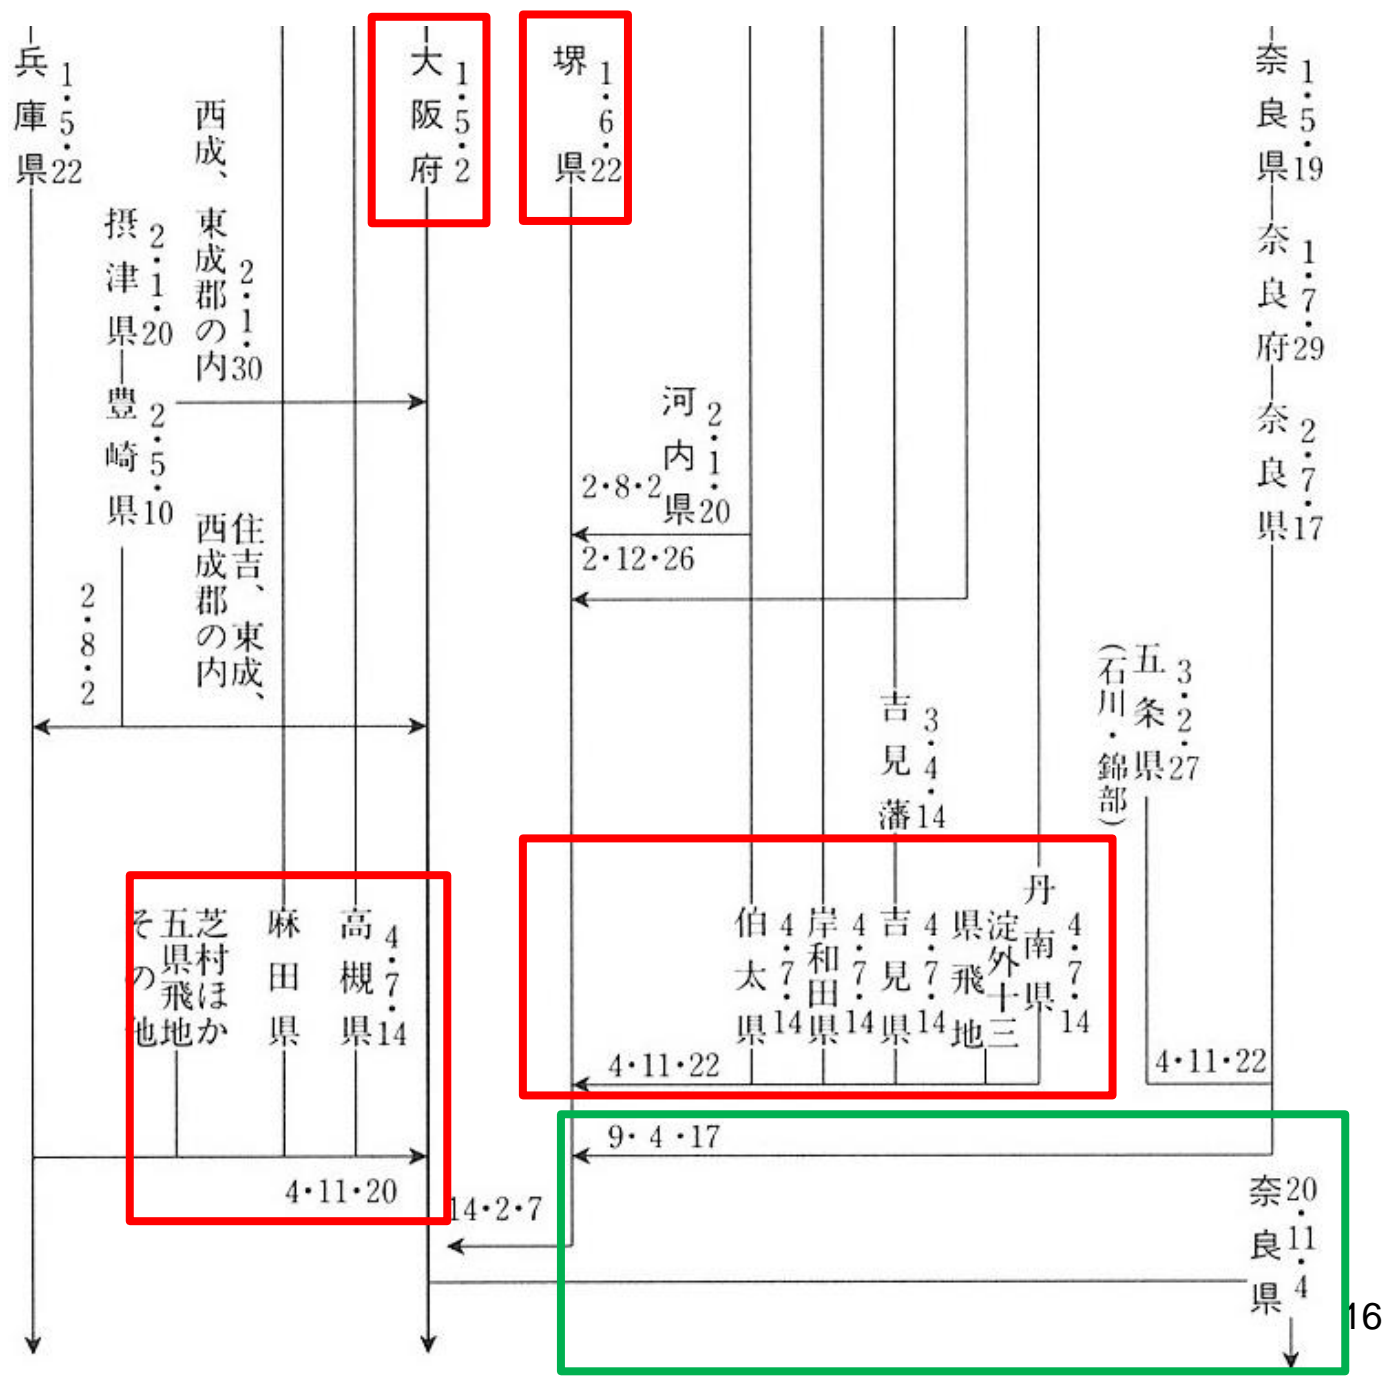 兵庫県
1・5・22
大阪府
1・5・2
堺県
1・6・22
奈良県
1・5・19
奈良府
1・7・29
奈良県
2・7・17
摂津県
2・1・20
豊崎県
2・5・10
西成、東成郡の内
2・1・30
住吉、東成、
西成郡の内
2・8・2
河内県
2・1・20
2・8・2
2・12・26
五条県
3・2・27
(石川・錦部)
吉見藩
3・4・14
芝村ほか
五県飛地
その他
麻田県
高槻県
4・7・14
伯太県
4・7・14
岸和田県
4・7・14
吉見県
4・7・14
淀外十三
県飛地
丹南県
4・7・14
4・11・22
4・11・22
9・4・17
4・11・20
14・2・7
奈良県
20・11・4
16